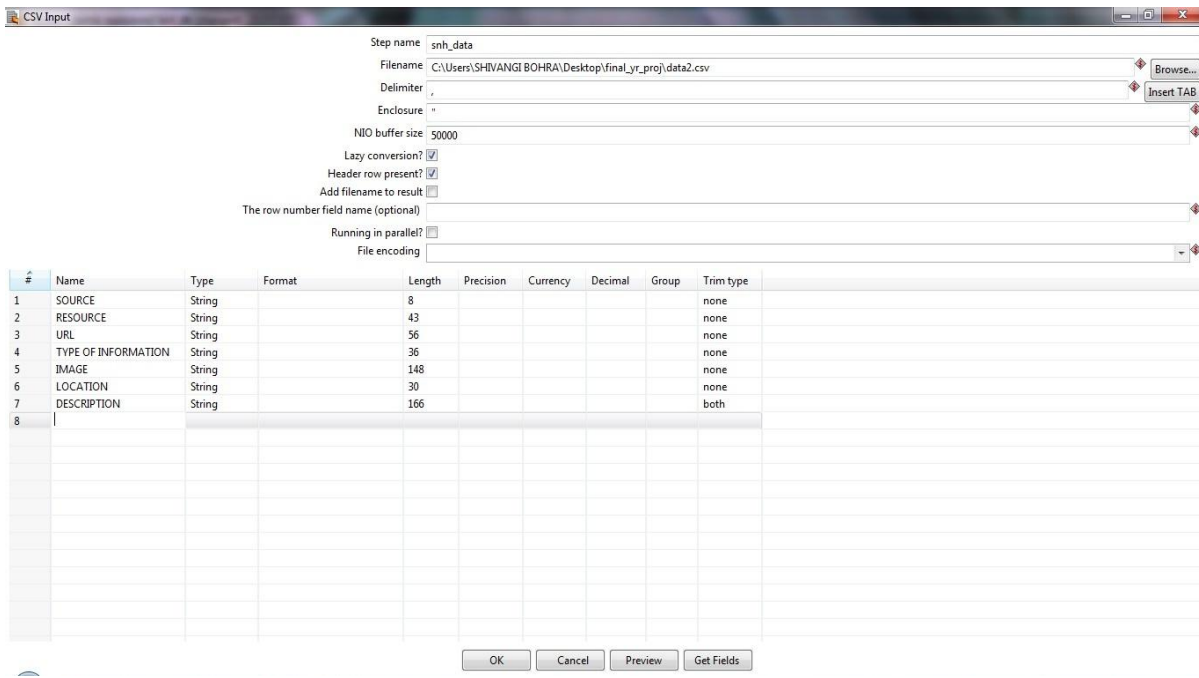 CSV Input
Step name snh_data
Filename C:\Users\SHIVANGI BOHRA\Desktop\final_yr_proj\data2.csv Browse...
Delimiter , Insert TAB
Enclosure "
NIO buffer size 50000
Lazy conversion?
Header row present?
Add filename to result
The row number field name (optional)
Running in parallel?
File encoding
# Name Type Format Length Precision Currency Decimal Group Trim type
1 SOURCE String 8 none
2 RESOURCE String 43 none
3 URL String 56 none
4 TYPE OF INFORMATION String 36 none
5 IMAGE String 148 none
6 LOCATION String 30 none
7 DESCRIPTION String 166 both
8
OK Cancel Preview Get Fields